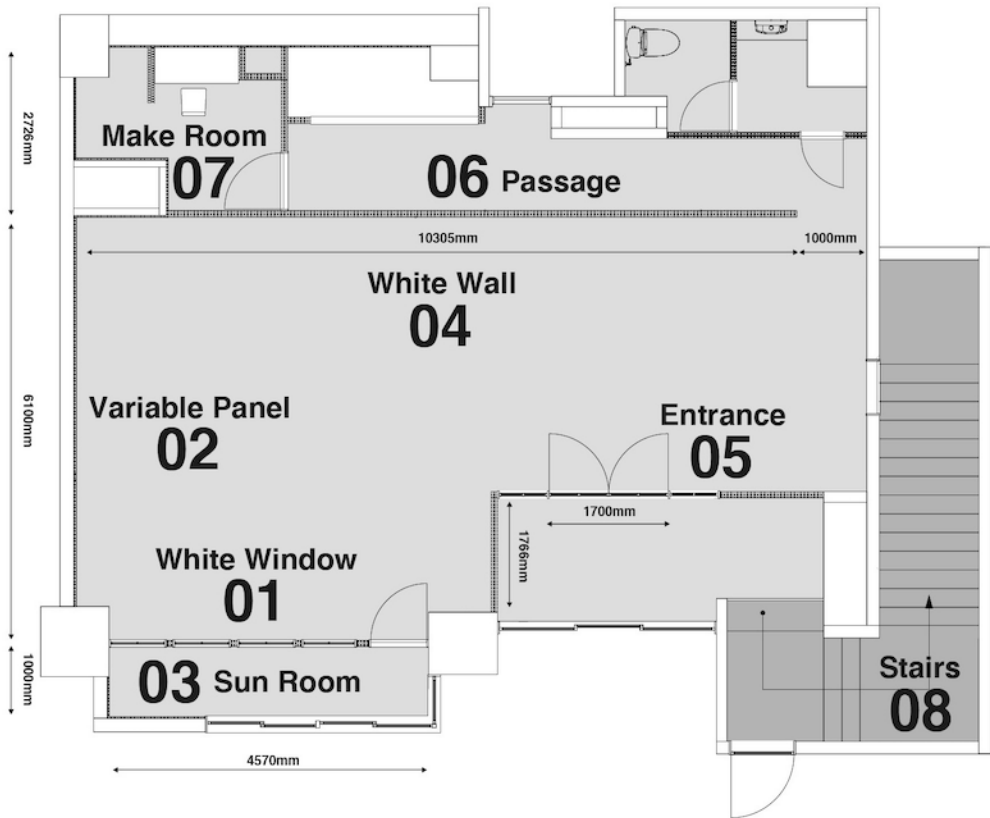 2726mm
Make Room
07
06 Passage
10305mm
1000mm
White Wall
04
6100mm
Variable Panel
02
Entrance
05
1700mm
1766mm
White Window
01
1000mm
03 Sun Room
Stairs
08
4570mm